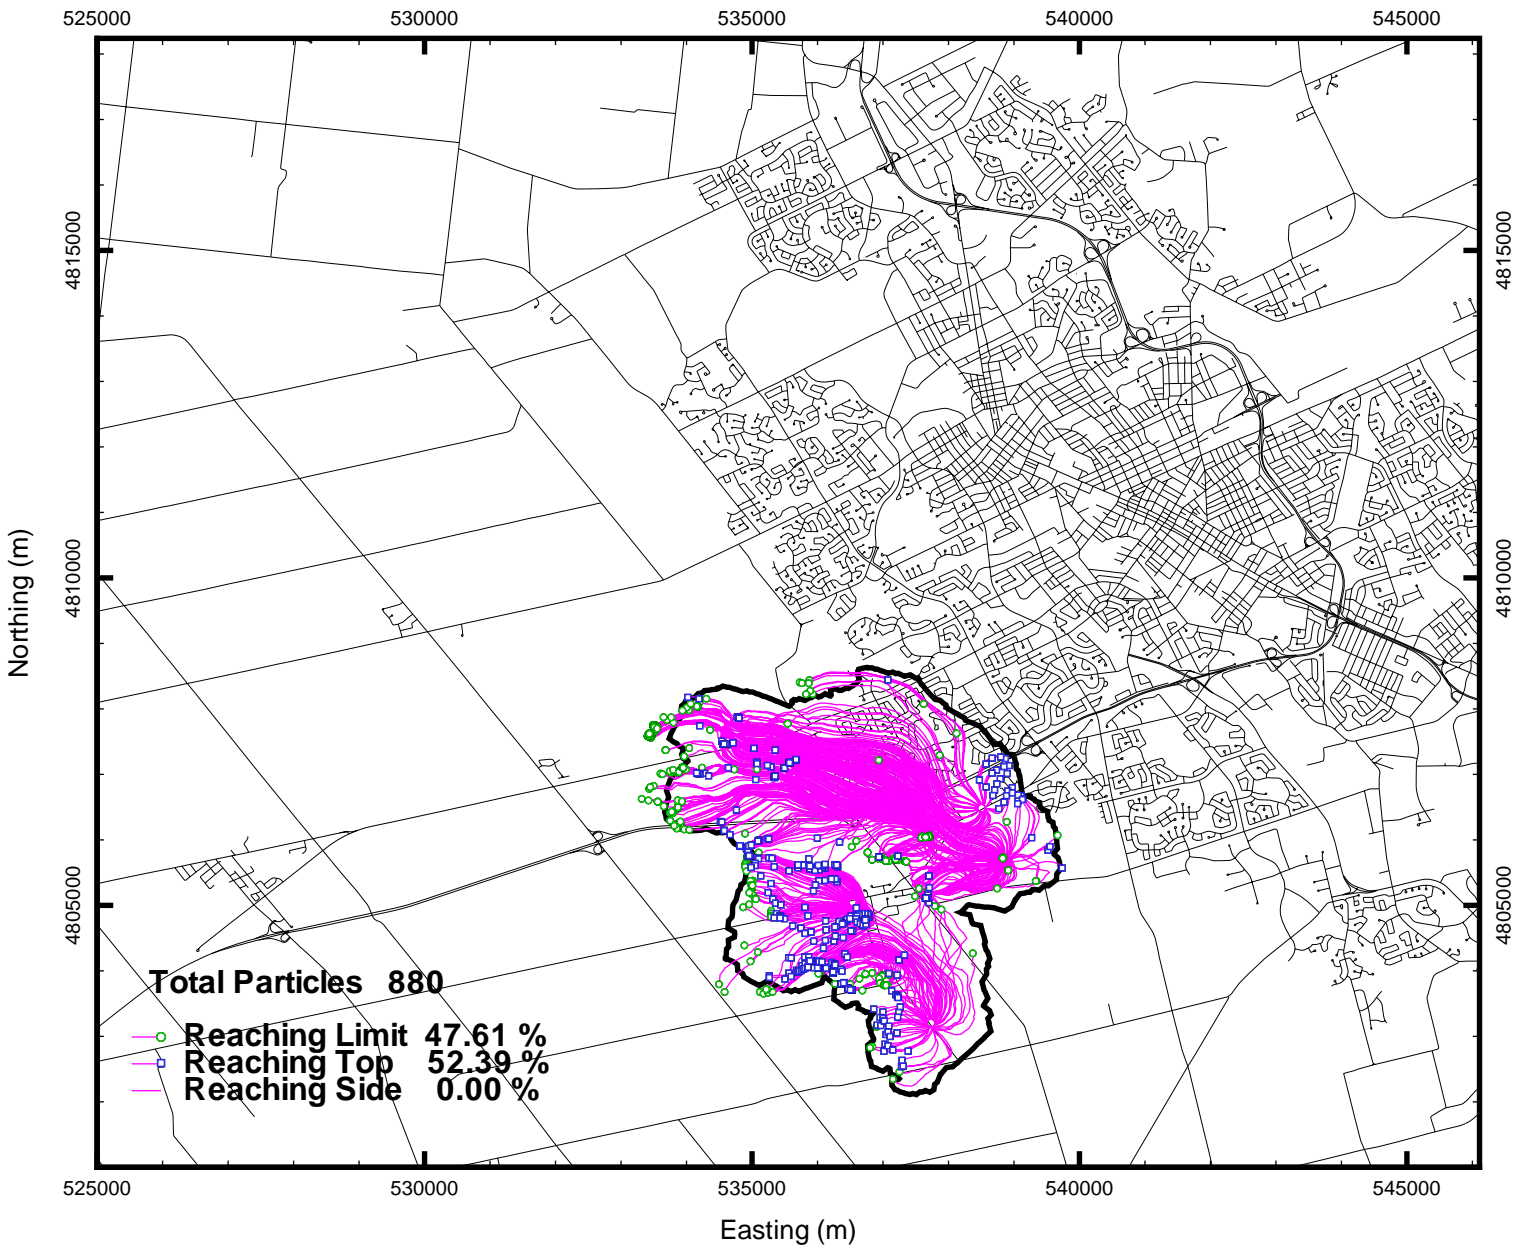 525000 530000 535000 540000 545000
4815000 4815000
4810000 4810000
Northing (m)
4805000 4805000
Total Particles 880
Reaching Limit 47.61 %
Reaching Top 52.39 %
Reaching Side 0.00 %
525000 530000 535000 540000 545000
Easting (m)